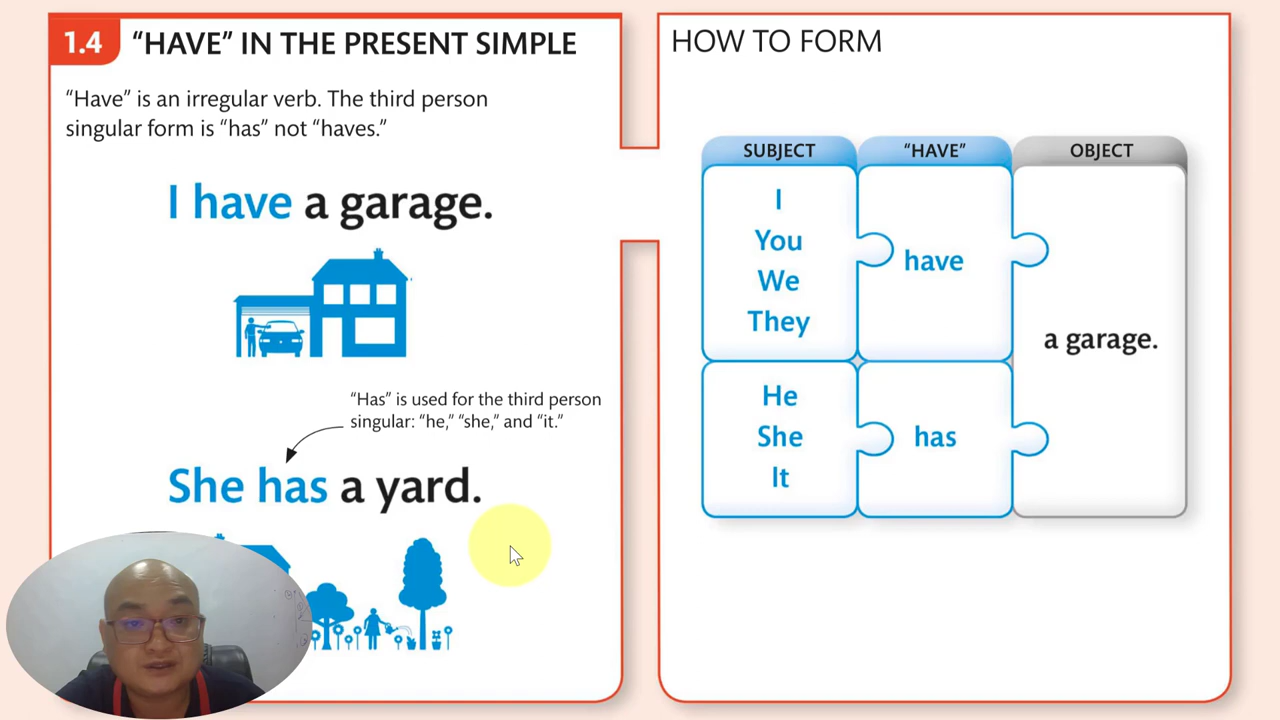 1.4 “HAVE” IN THE PRESENT SIMPLE
“Have” is an irregular verb. The third person
singular form is “has” not “haves.”
I have a garage.
“Has” is used for the third person
singular: “he,” “she,” and “it.”
She has a yard.
HOW TO FORM
SUBJECT “HAVE” OBJECT
I
You
We
They
have
a garage.
He
She
It
has